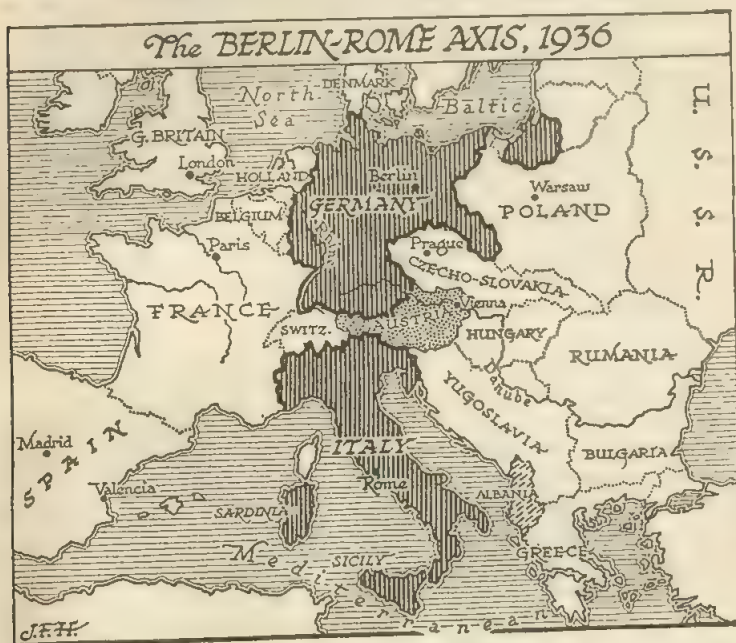 The BERLIN-ROME AXIS, 1936
North
Sea
DENMARK
Baltic
U. S. S. R.
G. BRITAIN
London
HOLLAND
Berlin
GERMANY
Warsaw
POLAND
BELGIUM
Paris
Rhine
Prague
CZECHO-SLOVAKIA
FRANCE
Vienna
SWITZ.
AUSTRIA
HUNGARY
RUMANIA
Danube
YUGOSLAVIA
Madrid
SPAIN
ITALY
BULGARIA
Rome
Valencia
SARDINIA
ALBANIA
SICILY
GREECE
Mediterranean
J.F.H.